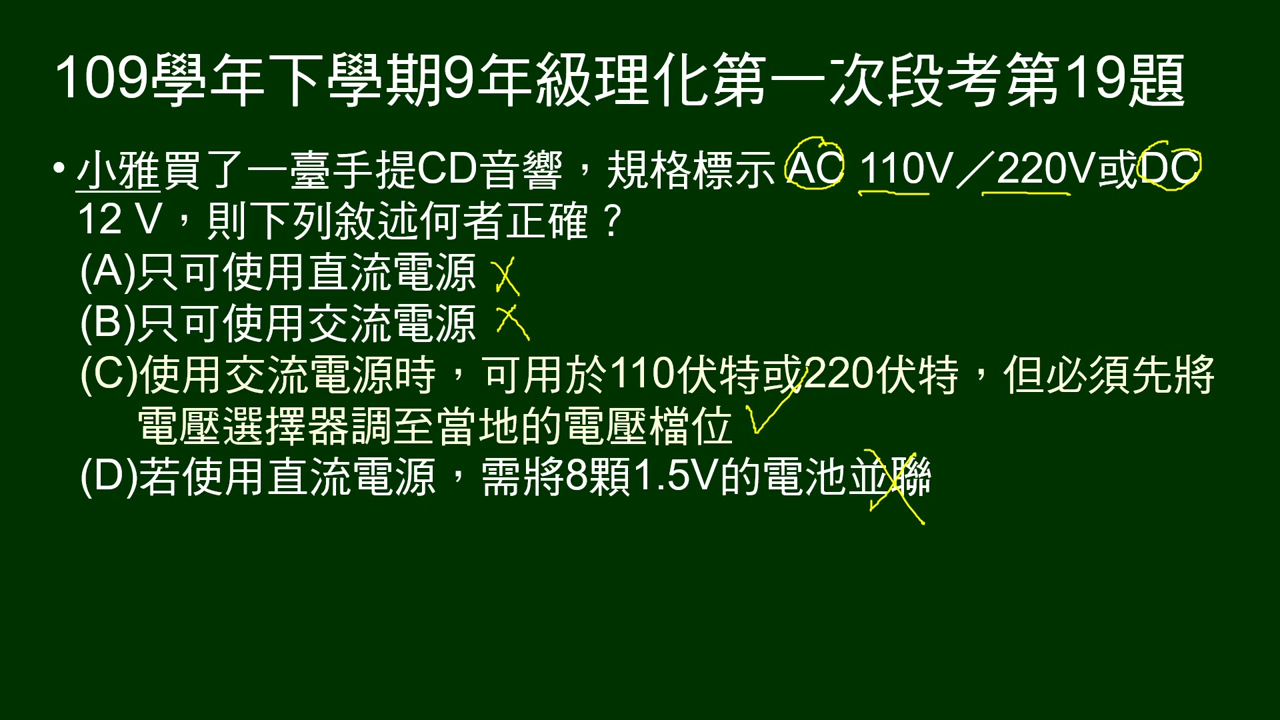 109學年下學期9年級理化第一次段考第19題
• 小雅買了一臺手提CD音響，規格標示 AC 110V／220V或DC
12 V，則下列敘述何者正確？
(A)只可使用直流電源
(B)只可使用交流電源
(C)使用交流電源時，可用於110伏特或220伏特，但必須先將
電壓選擇器調至當地的電壓檔位
(D)若使用直流電源，需將8顆1.5V的電池並聯